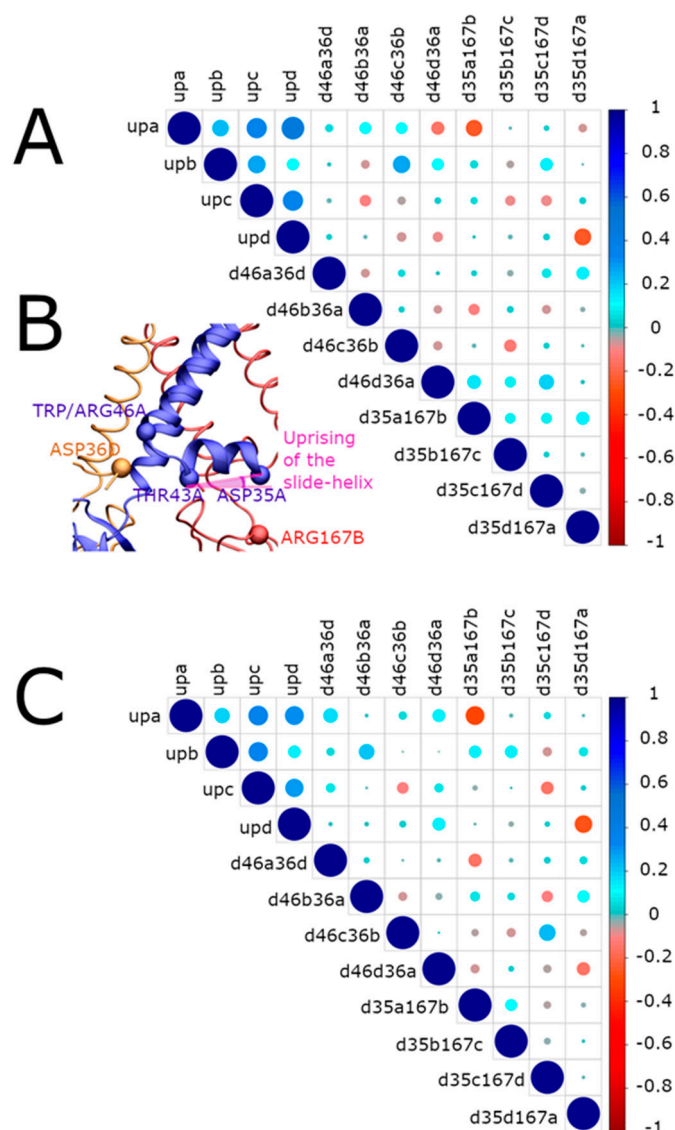 A
upa upb upc upd d46a36d d46b36a d46c36b d46d36a d35a167b d35b167c d35c167d d35d167a
upa
upb
upc
upd
d46a36d
d46b36a
d46c36b
d46d36a
d35a167b
d35b167c
d35c167d
d35d167a
1
0.8
0.6
0.4
0.2
0
-0.2
-0.4
-0.6
-0.8
-1
B
TRP/ARG46A
ASP36D
THR43A
ASP35A
Uprising
of the
slide-helix
ARG167B
C
upa upb upc upd d46a36d d46b36a d46c36b d46d36a d35a167b d35b167c d35c167d d35d167a
upa
upb
upc
upd
d46a36d
d46b36a
d46c36b
d46d36a
d35a167b
d35b167c
d35c167d
d35d167a
1
0.8
0.6
0.4
0.2
0
-0.2
-0.4
-0.6
-0.8
-1